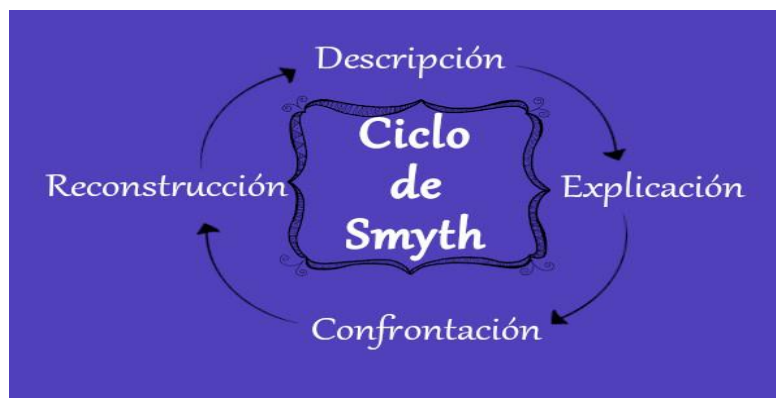 Descripción
Ciclo
de
Smyth
Reconstrucción
Explicación
Confrontación